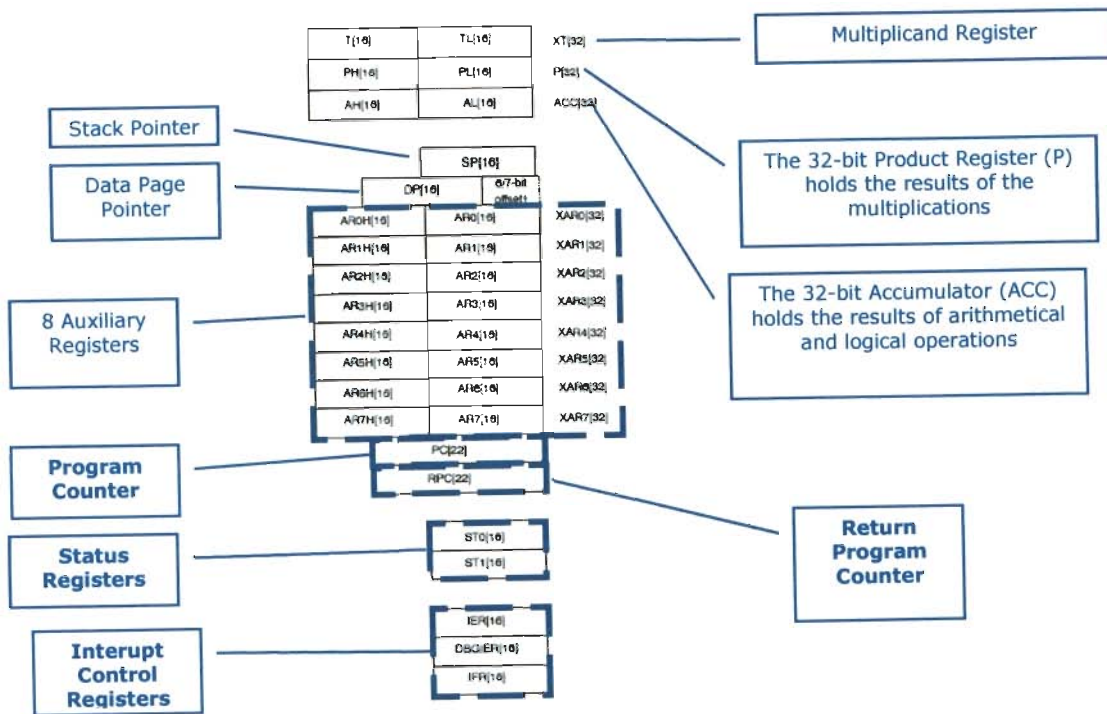 T[16] TL[16] XT[32]
PH[16] PL[16] P[32]
AH[16] AL[16] ACC[32]
Multiplicand Register
Stack Pointer
SP[16]
Data Page
Pointer
DP[16] 6/7-bit
offset†
The 32-bit Product Register (P)
holds the results of the
multiplications
AR0H[16] AR0[16] XAR0[32]
AR1H[16] AR1[16] XAR1[32]
AR2H[16] AR2[16] XAR2[32]
AR3H[16] AR3[16] XAR3[32]
AR4H[16] AR4[16] XAR4[32]
AR5H[16] AR5[16] XAR5[32]
AR6H[16] AR6[16] XAR6[32]
AR7H[16] AR7[16] XAR7[32]
8 Auxiliary
Registers
The 32-bit Accumulator (ACC)
holds the results of arithmetical
and logical operations
PC[22]
RPC[22]
Program
Counter
Return
Program
Counter
ST0[16]
ST1[16]
Status
Registers
IER[16]
DBGIER[16]
IFR[16]
Interupt
Control
Registers